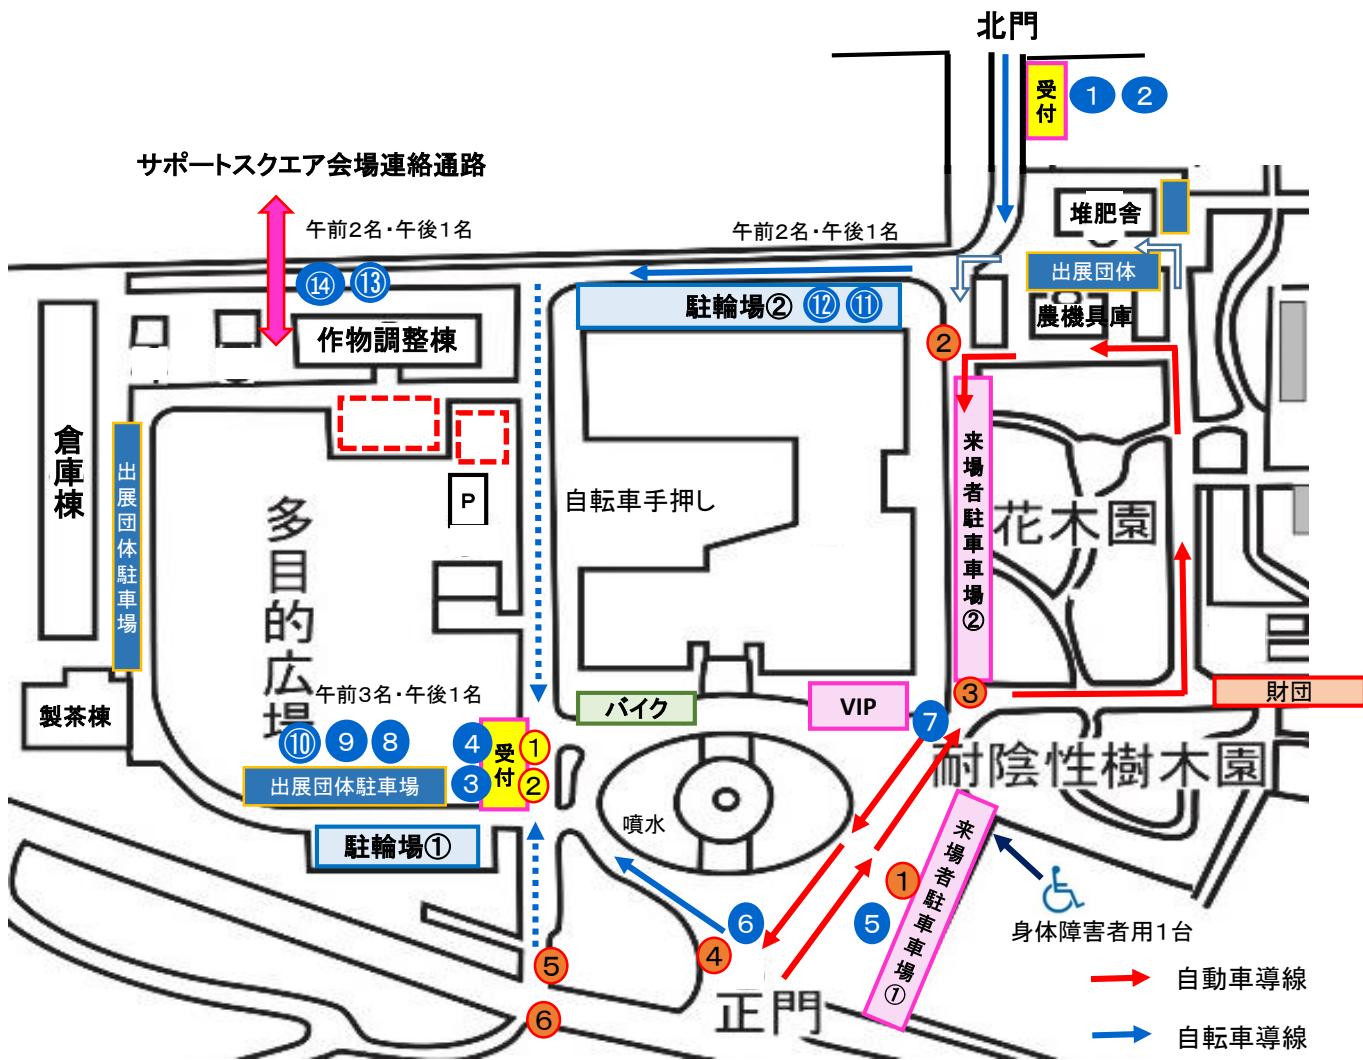 北門
受付
1 2
サポートスクエア会場連絡通路
午前2名・午後1名
午前2名・午後1名
堆肥舎
出展団体
⑭ ⑬
駐輪場② ⑫ ⑪
農機具庫
作物調整棟
②
倉庫棟
出展団体駐車場
P
自転車手押し
来場者駐車車場②
花木園
多目的広場
午前3名・午後1名
③
財団
製茶棟
バイク
VIP
7
⑩ 9 8
4 受付 ①
3 ②
出展団体駐車場
耐陰性樹木園
噴水
駐輪場①
来場者駐車車場①
①
5
身体障害者用1台
6
④
⑤
⑥
正門
自動車導線
自転車導線